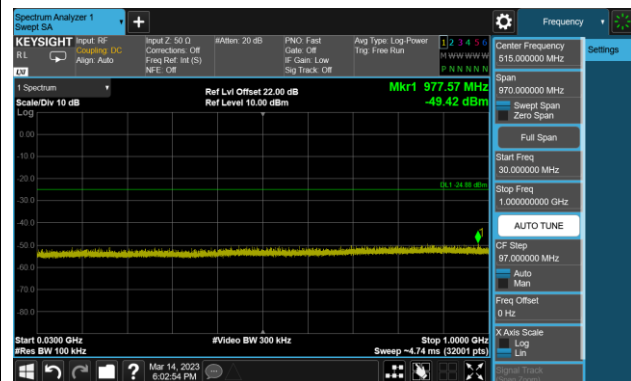 Spectrum Analyzer 1
Swept SA
Frequency
KEYSIGHT Input: RF Input Z: 50 Ω #Atten: 20 dB PNO: Fast Avg Type: Log-Power 1 2 3 4 5 6
RL Coupling: DC Corrections: Off Gate: Off Trig: Free Run M W W W W W
Align: Auto Freq Ref: Int (S) IF Gain: Low
LXI NFE: Off Sig Track: Off P N N N N N
Center Frequency
515.000000 MHz
Settings
Span
970.000000 MHz
Swept Span
Zero Span
Full Span
Start Freq
30.000000 MHz
Stop Freq
1.000000000 GHz
AUTO TUNE
CF Step
97.000000 MHz
Auto
Man
Freq Offset
0 Hz
X Axis Scale
Log
Lin
Signal Track
(Span Zoom)
1 Spectrum Ref Lvl Offset 22.00 dB Mkr1 977.57 MHz
Scale/Div 10 dB Ref Level 10.00 dBm -49.42 dBm
Log
0.00
-10.0
-20.0
DL1 -24.88 dBm
-30.0
-40.0
1
-50.0
-60.0
-70.0
-80.0
Start 0.0300 GHz #Video BW 300 kHz Stop 1.0000 GHz
#Res BW 100 kHz Sweep ~4.74 ms (32001 pts)
? Mar 14, 2023
6:02:54 PM